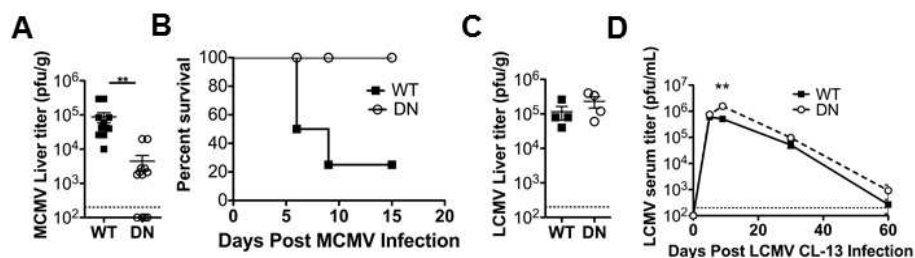 A
MCMV Liver titer (pfu/g)
10^6
10^5
10^4
10^3
10^2
**
WT DN
B
Percent survival
100
80
60
40
20
0
WT
DN
0 5 10 15 20
Days Post MCMV Infection
C
LCMV Liver titer (pfu/g)
10^6
10^5
10^4
10^3
10^2
WT DN
D
LCMV serum titer (pfu/mL)
10^7
10^6
10^5
10^4
10^3
10^2
**
WT
DN
0 20 40 60
Days Post LCMV CL-13 Infection